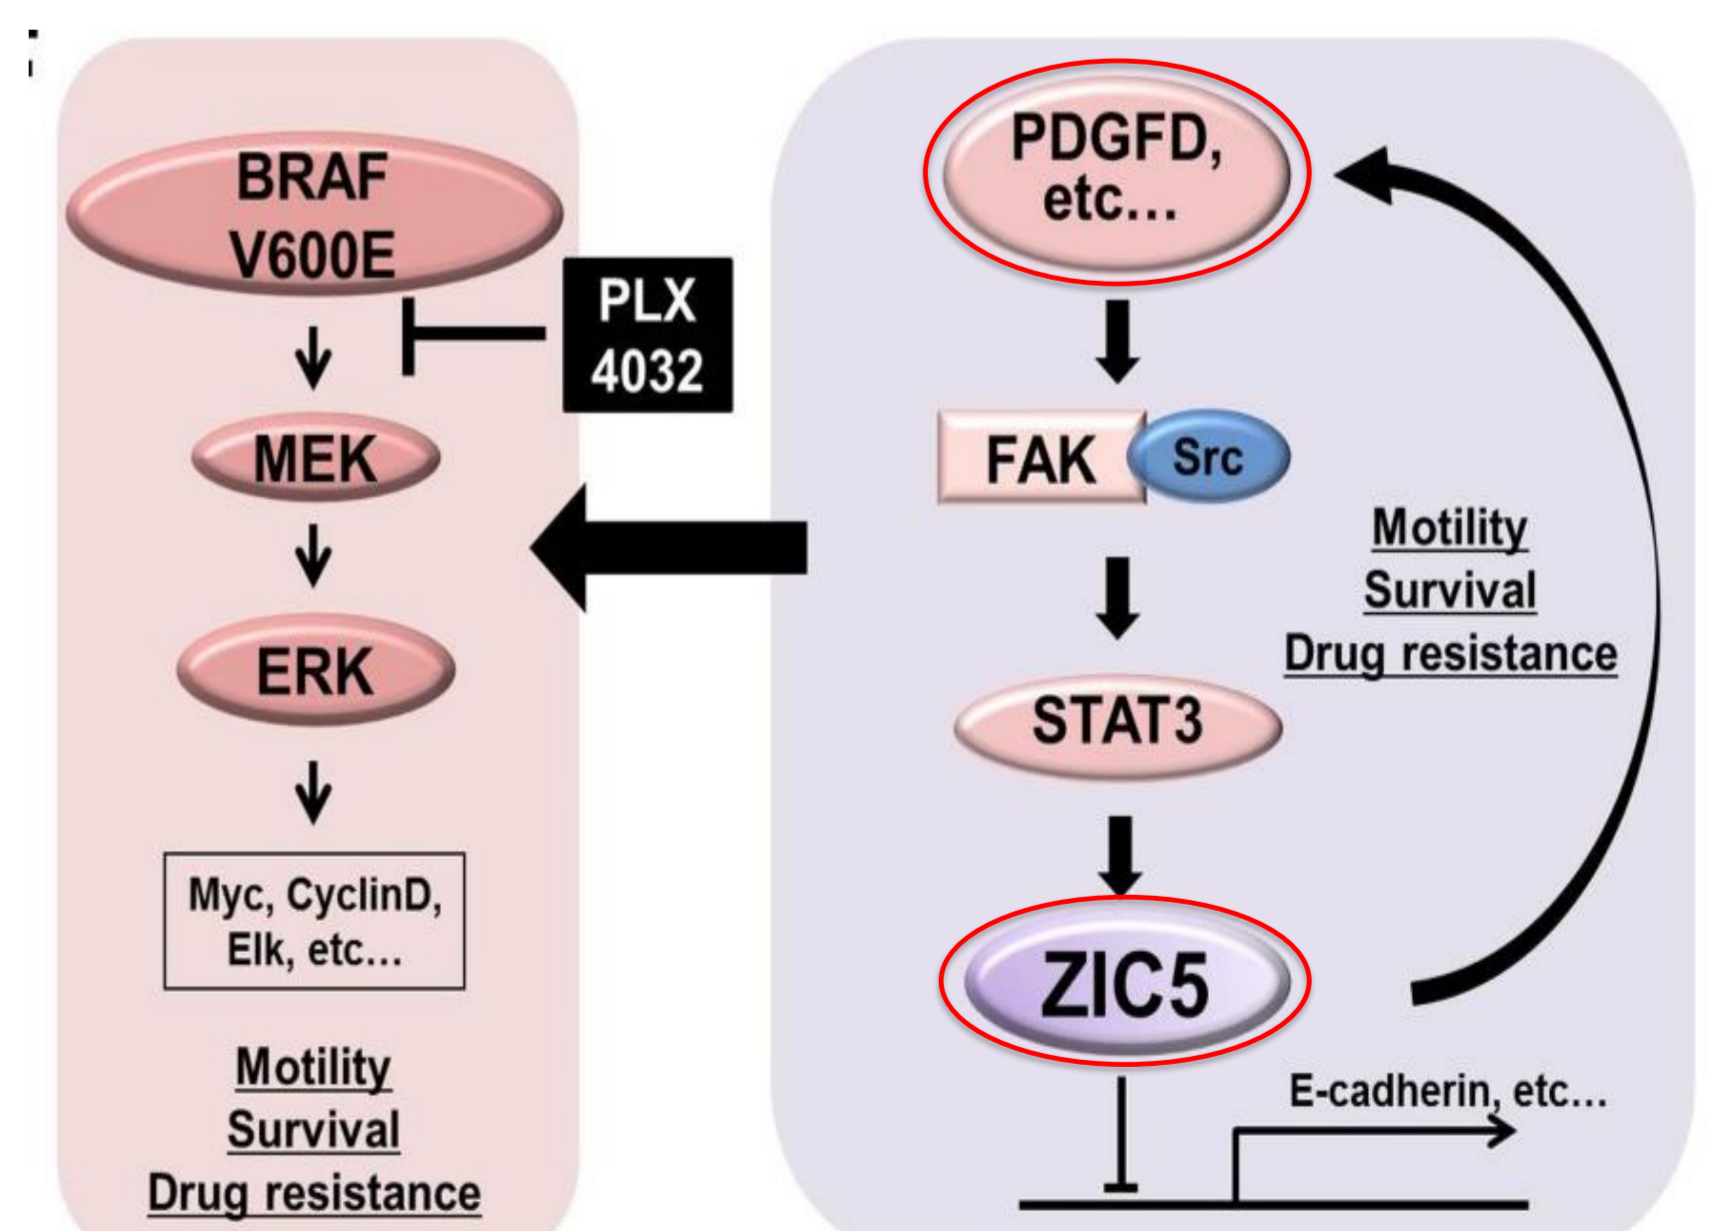 BRAF
V600E
PLX
4032
MEK
ERK
Myc, CyclinD,
Elk, etc...
Motility
Survival
Drug resistance
PDGFD,
etc...
FAK
Src
STAT3
Motility
Survival
Drug resistance
ZIC5
E-cadherin, etc...